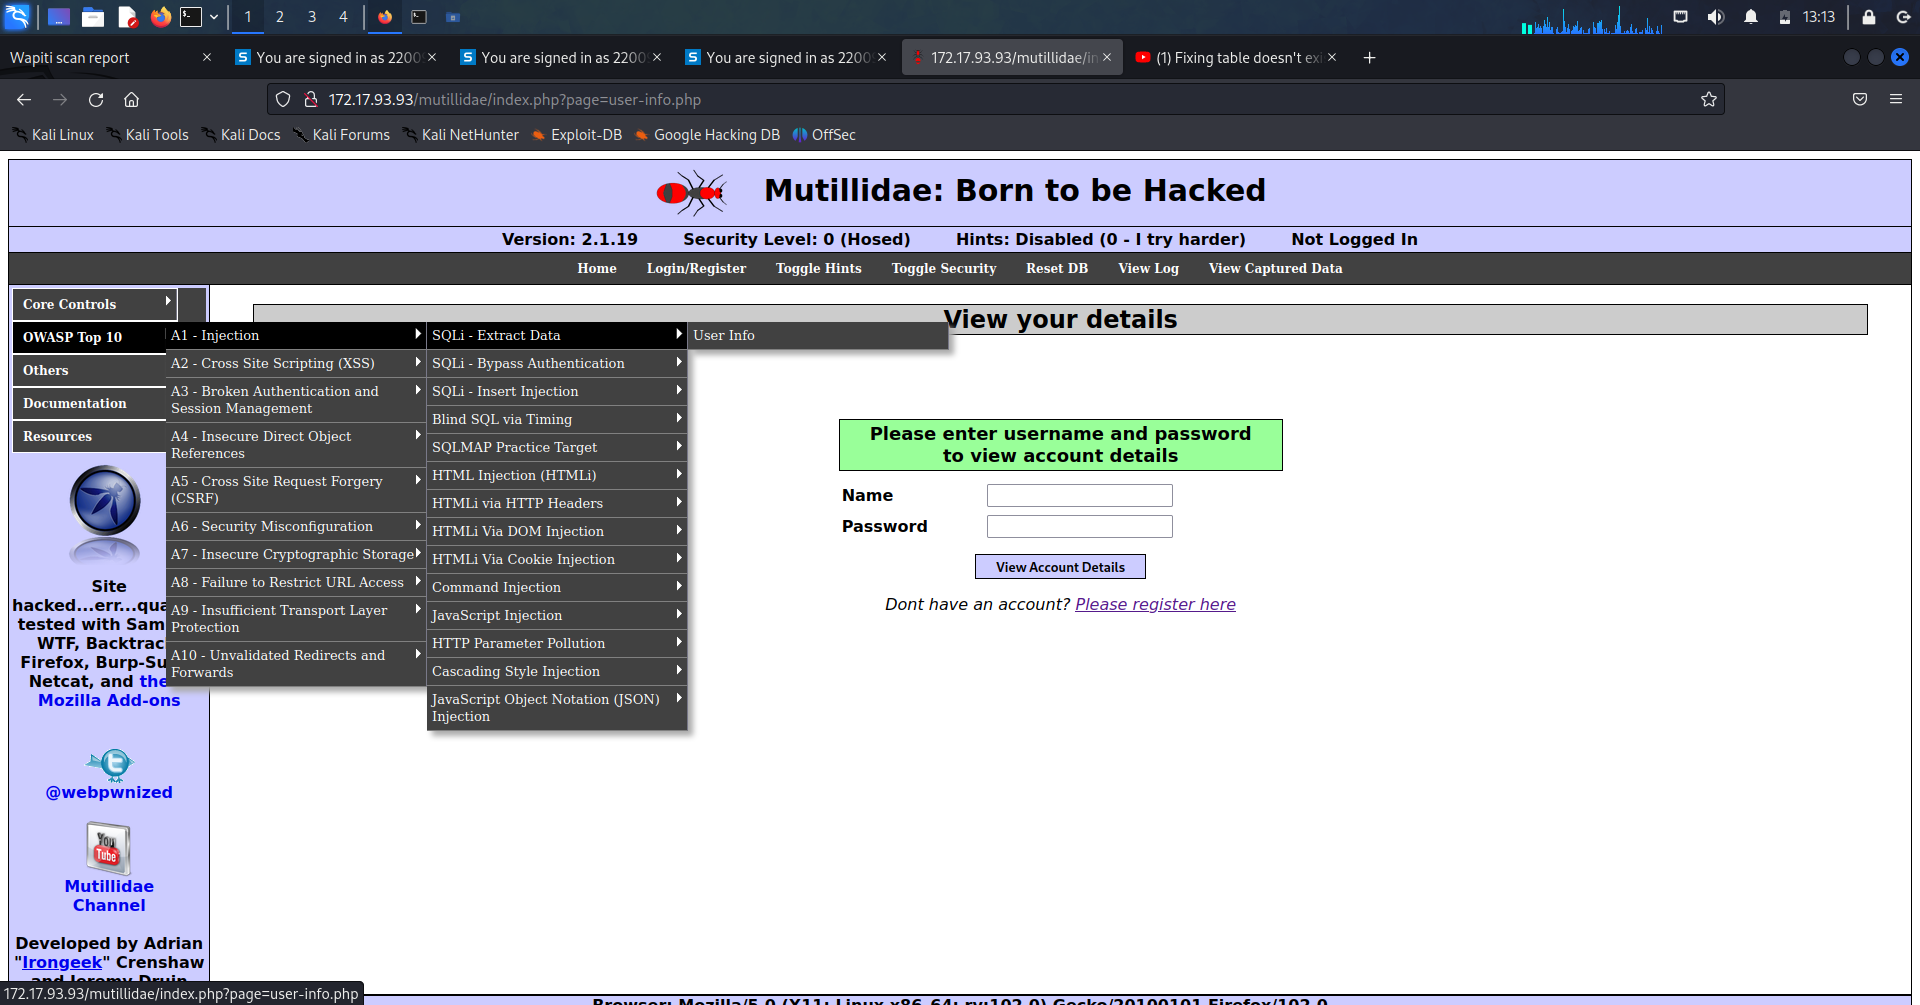 1 2 3 4 13:13
Wapiti scan report
You are signed in as 2200
You are signed in as 2200
You are signed in as 2200
172.17.93.93/mutillidae/in
(1) Fixing table doesn't exi
172.17.93.93/mutillidae/index.php?page=user-info.php
Kali Linux Kali Tools Kali Docs Kali Forums Kali NetHunter Exploit-DB Google Hacking DB OffSec
Mutillidae: Born to be Hacked
Version: 2.1.19 Security Level: 0 (Hosed) Hints: Disabled (0 - I try harder) Not Logged In
Home Login/Register Toggle Hints Toggle Security Reset DB View Log View Captured Data
Core Controls
OWASP Top 10
Others
Documentation
Resources
A1 - Injection
A2 - Cross Site Scripting (XSS)
A3 - Broken Authentication and
Session Management
A4 - Insecure Direct Object
References
A5 - Cross Site Request Forgery
(CSRF)
A6 - Security Misconfiguration
A7 - Insecure Cryptographic Storage
A8 - Failure to Restrict URL Access
A9 - Insufficient Transport Layer
Protection
A10 - Unvalidated Redirects and
Forwards
SQLi - Extract Data
SQLi - Bypass Authentication
SQLi - Insert Injection
Blind SQL via Timing
SQLMAP Practice Target
HTML Injection (HTMLi)
HTMLi via HTTP Headers
HTMLi Via DOM Injection
HTMLi Via Cookie Injection
Command Injection
JavaScript Injection
HTTP Parameter Pollution
Cascading Style Injection
JavaScript Object Notation (JSON)
Injection
User Info
View your details
Please enter username and password
to view account details
Name
Password
View Account Details
Dont have an account? Please register here
Site
hacked...err...qua
tested with Sam
WTF, Backtrac
Firefox, Burp-Su
Netcat, and the
Mozilla Add-ons
@webpwnized
You
Tube
Mutillidae
Channel
Developed by Adrian
"Irongeek" Crenshaw
and Jeremy Druin
172.17.93.93/mutillidae/index.php?page=user-info.php
Browser: Mozilla/5.0 (X11; Linux x86_64; rv:102.0) Gecko/20100101 Firefox/102.0